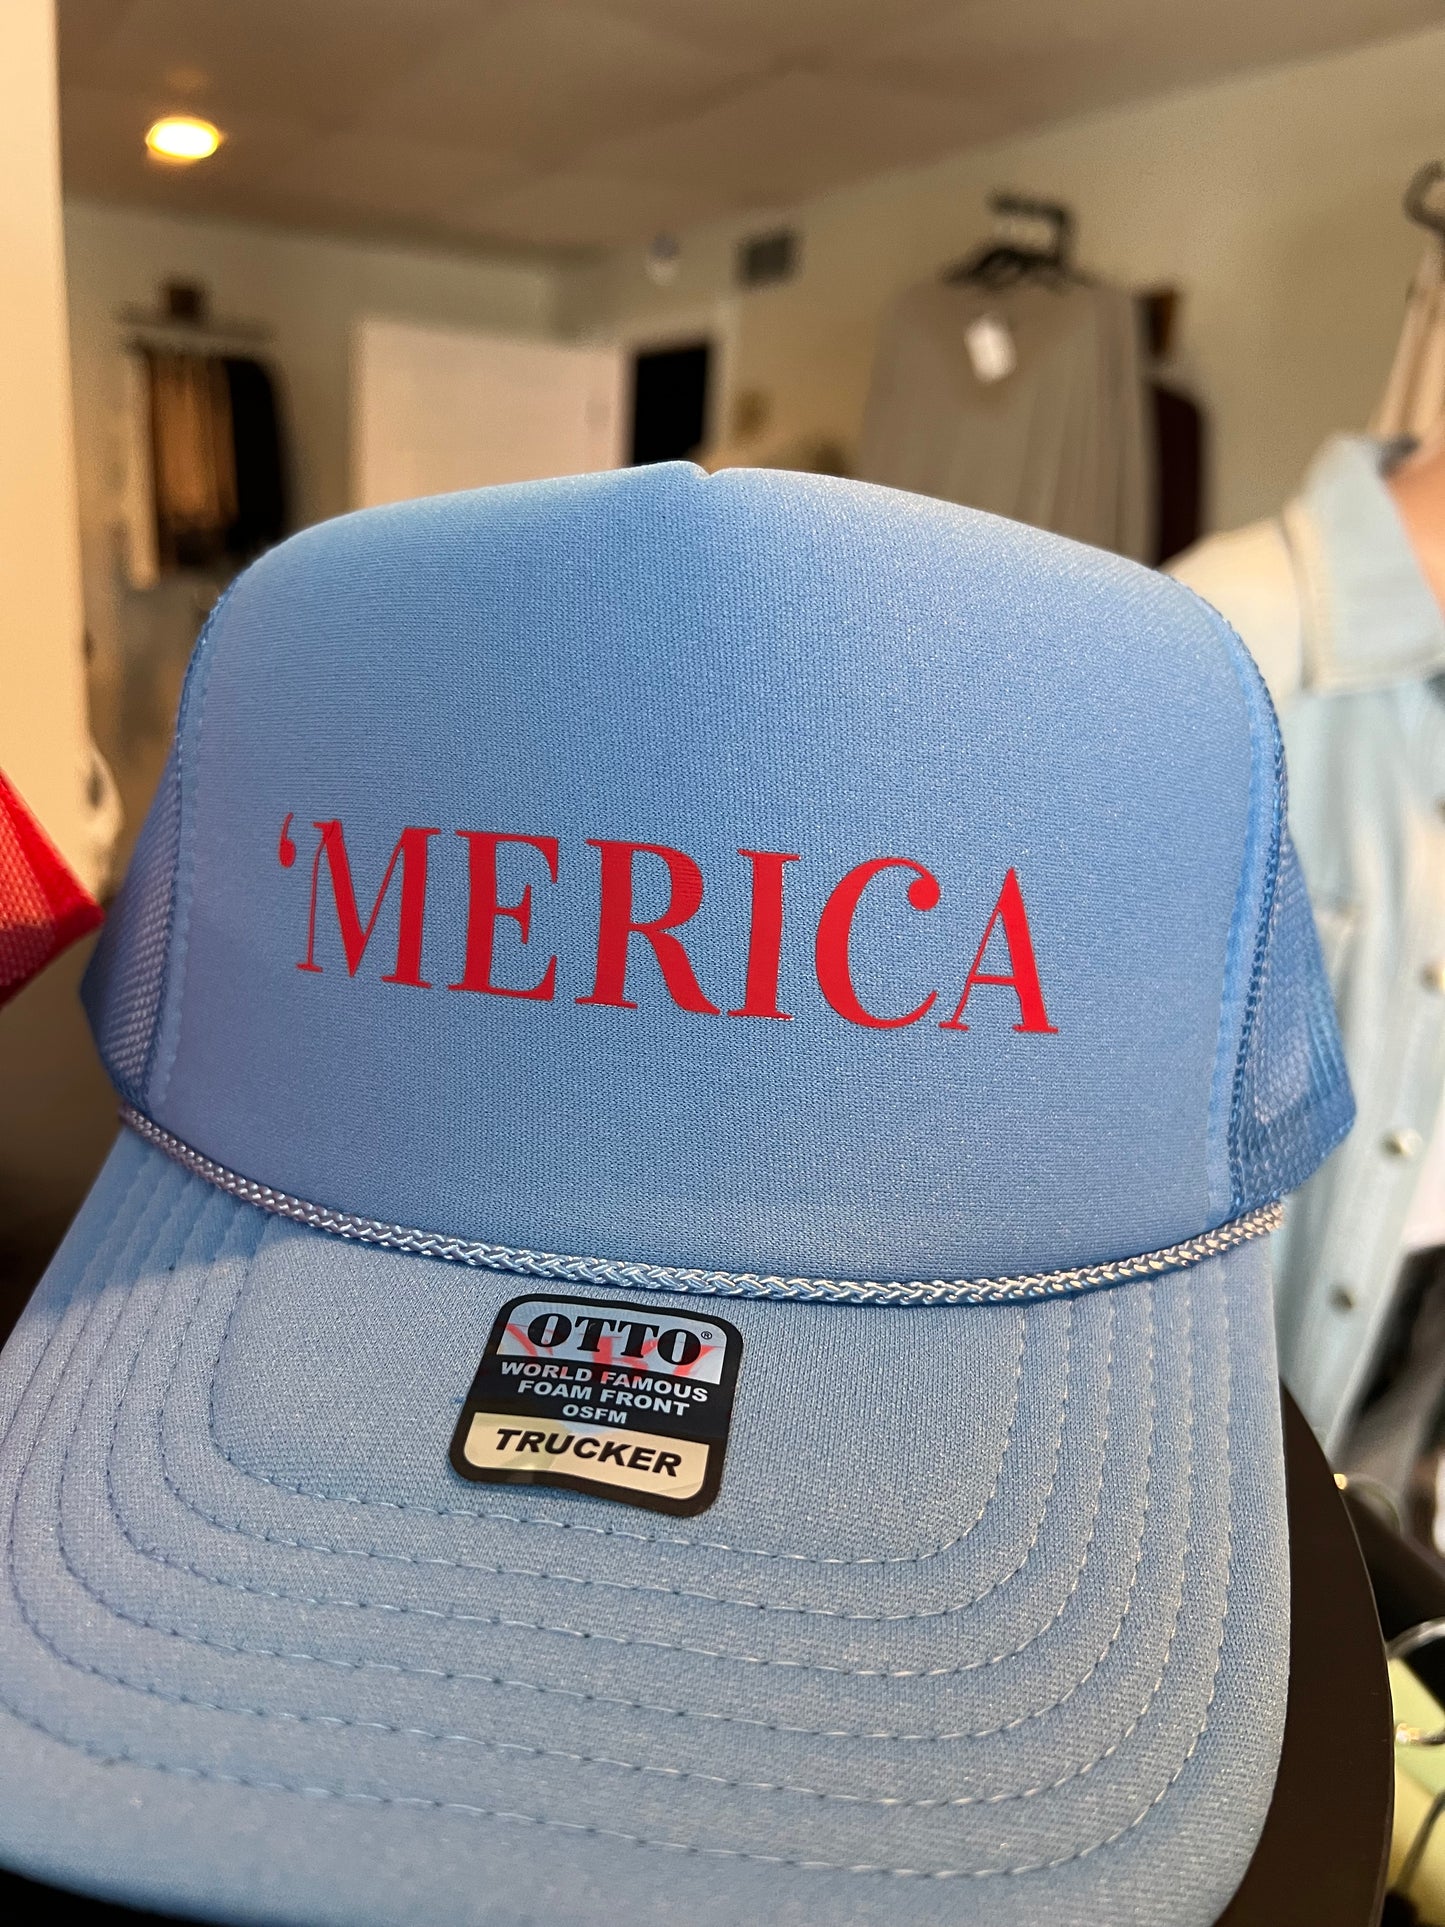 ‘MERICA
OTTO®
WORLD FAMOUS
FOAM FRONT
OSFM
TRUCKER